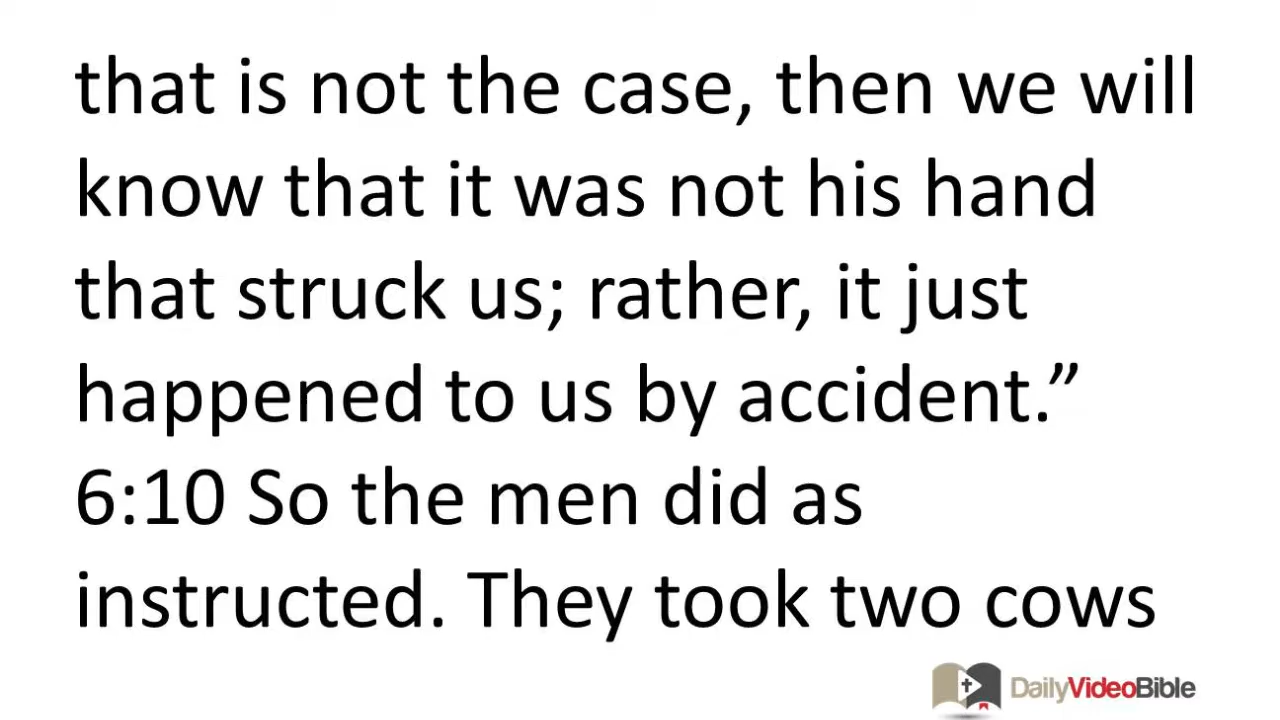 that is not the case, then we will
know that it was not his hand
that struck us; rather, it just
happened to us by accident.”
6:10 So the men did as
instructed. They took two cows
DailyVideoBible